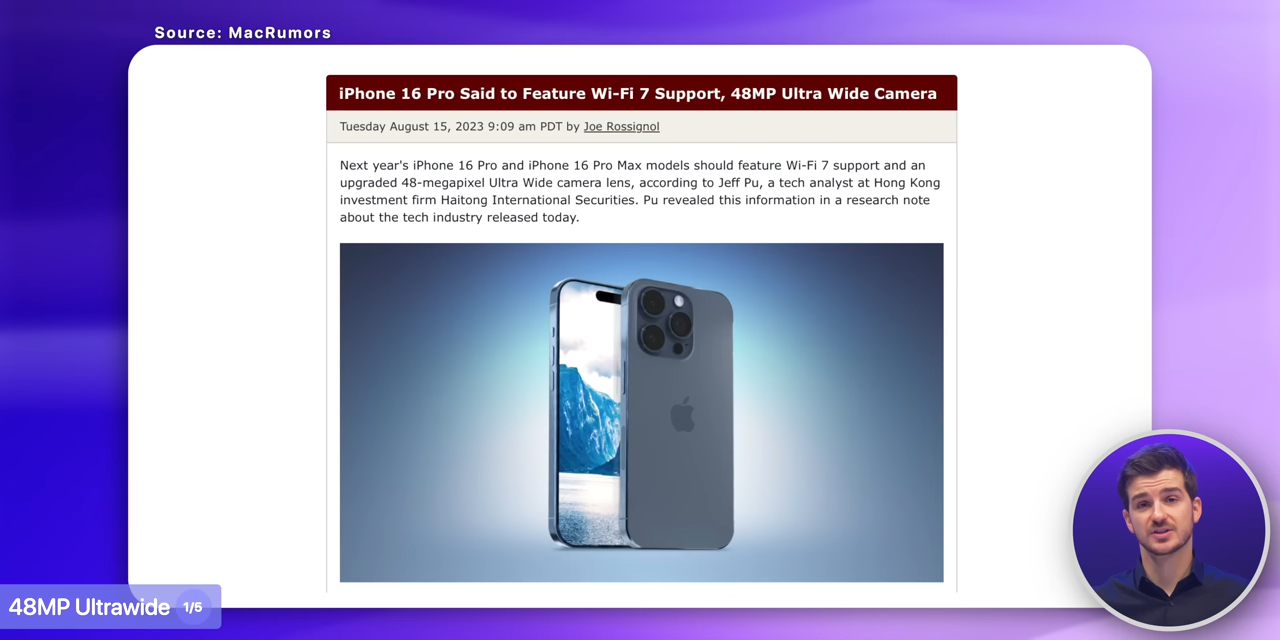 Source: MacRumors
iPhone 16 Pro Said to Feature Wi-Fi 7 Support, 48MP Ultra Wide Camera
Tuesday August 15, 2023 9:09 am PDT by Joe Rossignol
Next year's iPhone 16 Pro and iPhone 16 Pro Max models should feature Wi-Fi 7 support and an
upgraded 48-megapixel Ultra Wide camera lens, according to Jeff Pu, a tech analyst at Hong Kong
investment firm Haitong International Securities. Pu revealed this information in a research note
about the tech industry released today.
48MP Ultrawide 1/5